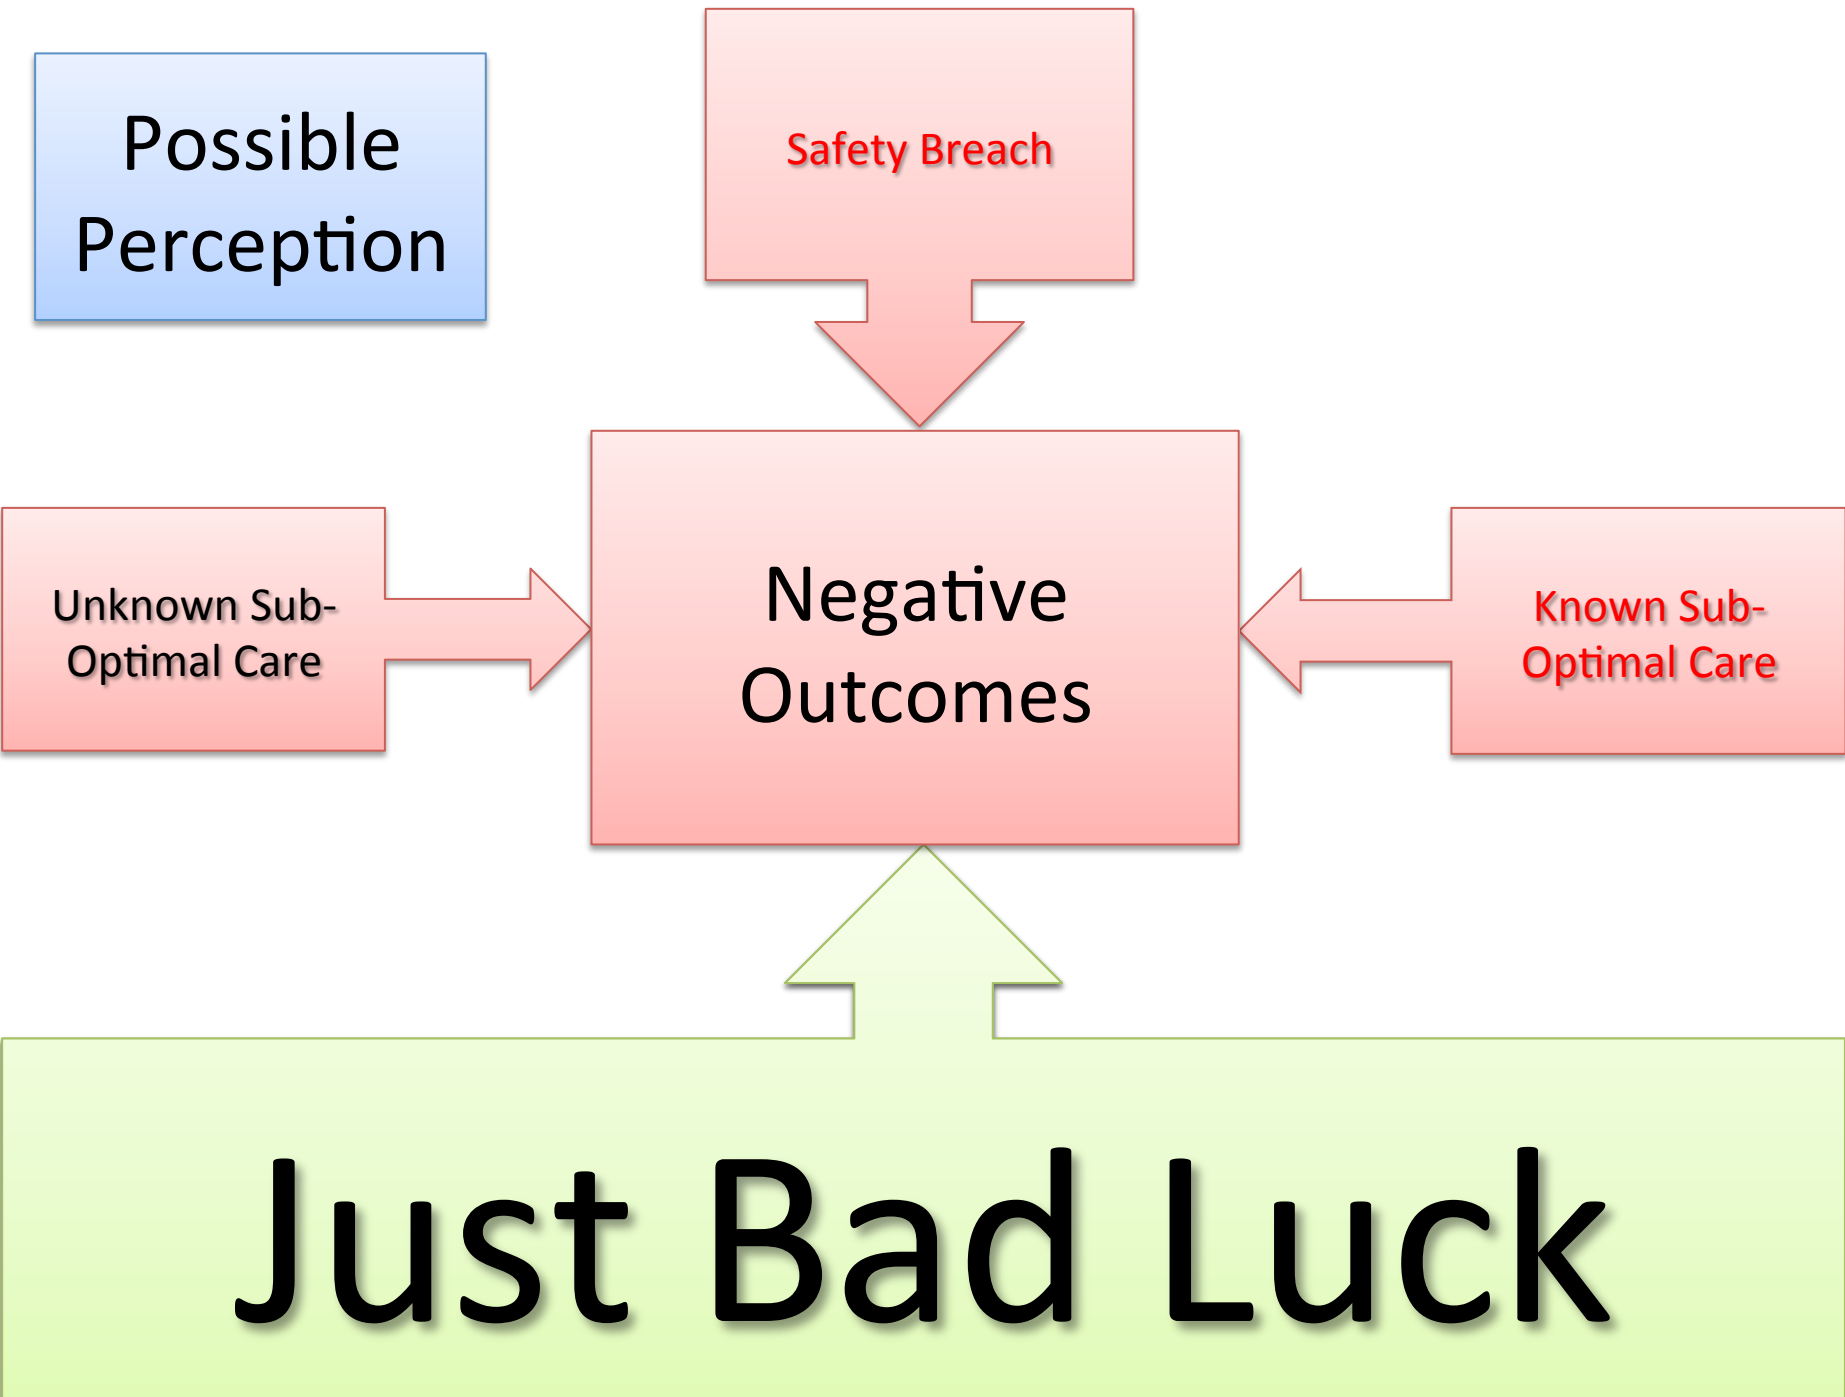 Possible
Perception
Safety Breach
Unknown Sub-
Optimal Care
Negative
Outcomes
Known Sub-
Optimal Care
Just Bad Luck